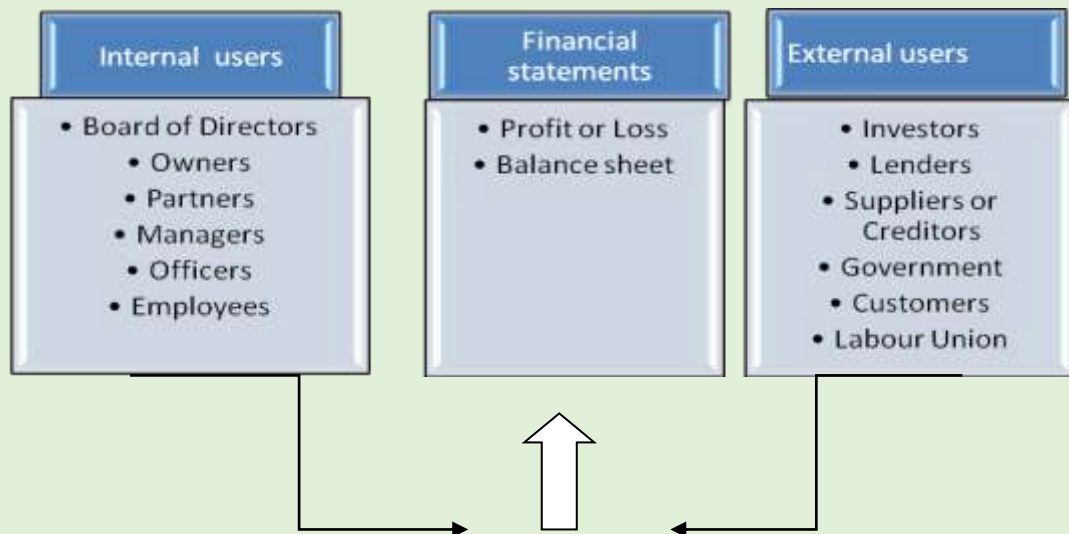 Internal users
• Board of Directors
• Owners
• Partners
• Managers
• Officers
• Employees
Financial
statements
• Profit or Loss
• Balance sheet
External users
• Investors
• Lenders
• Suppliers or
Creditors
• Government
• Customers
• Labour Union